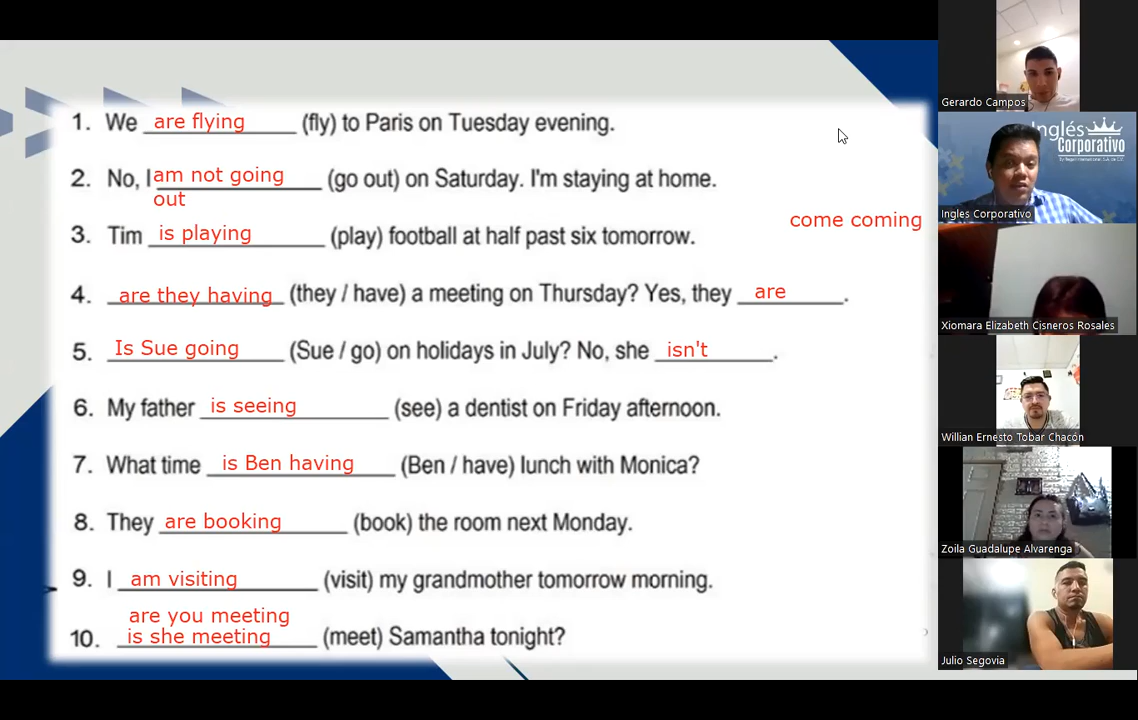 1. We are flying (fly) to Paris on Tuesday evening.
2. No, I am not going (go out) on Saturday. I'm staying at home.
out
3. Tim is playing (play) football at half past six tomorrow.
come coming
4. are they having (they / have) a meeting on Thursday? Yes, they are.
5. Is Sue going (Sue / go) on holidays in July? No, she isn't.
6. My father is seeing (see) a dentist on Friday afternoon.
7. What time is Ben having (Ben / have) lunch with Monica?
8. They are booking (book) the room next Monday.
9. I am visiting (visit) my grandmother tomorrow morning.
are you meeting
10. is she meeting (meet) Samantha tonight?
Gerardo Campos
Inglés
Corporativo
Ingles Corporativo
Xiomara Elizabeth Cisneros Rosales
Willian Ernesto Tobar Chacón
Zoila Guadalupe Alvarenga
Julio Segovia